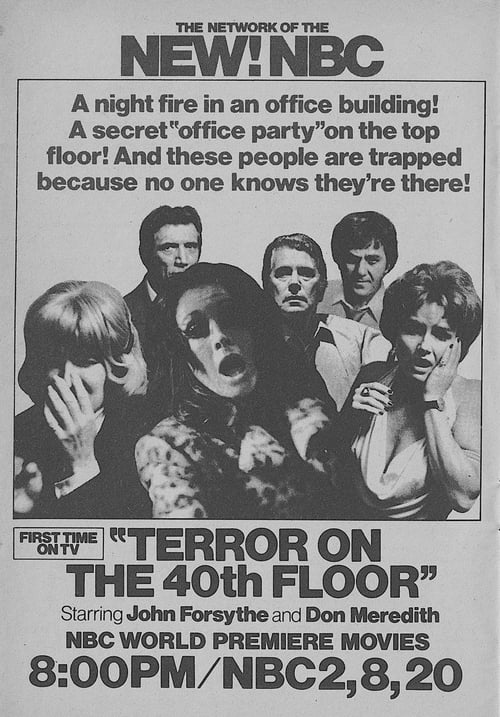 THE NETWORK OF THE
NEW! NBC
A night fire in an office building!
A secret "office party" on the top
floor! And these people are trapped
because no one knows they're there!
FIRST TIME
ON TV
"TERROR ON
THE 40th FLOOR"
Starring John Forsythe and Don Meredith
NBC WORLD PREMIERE MOVIES
8:00PM/NBC2,8,20